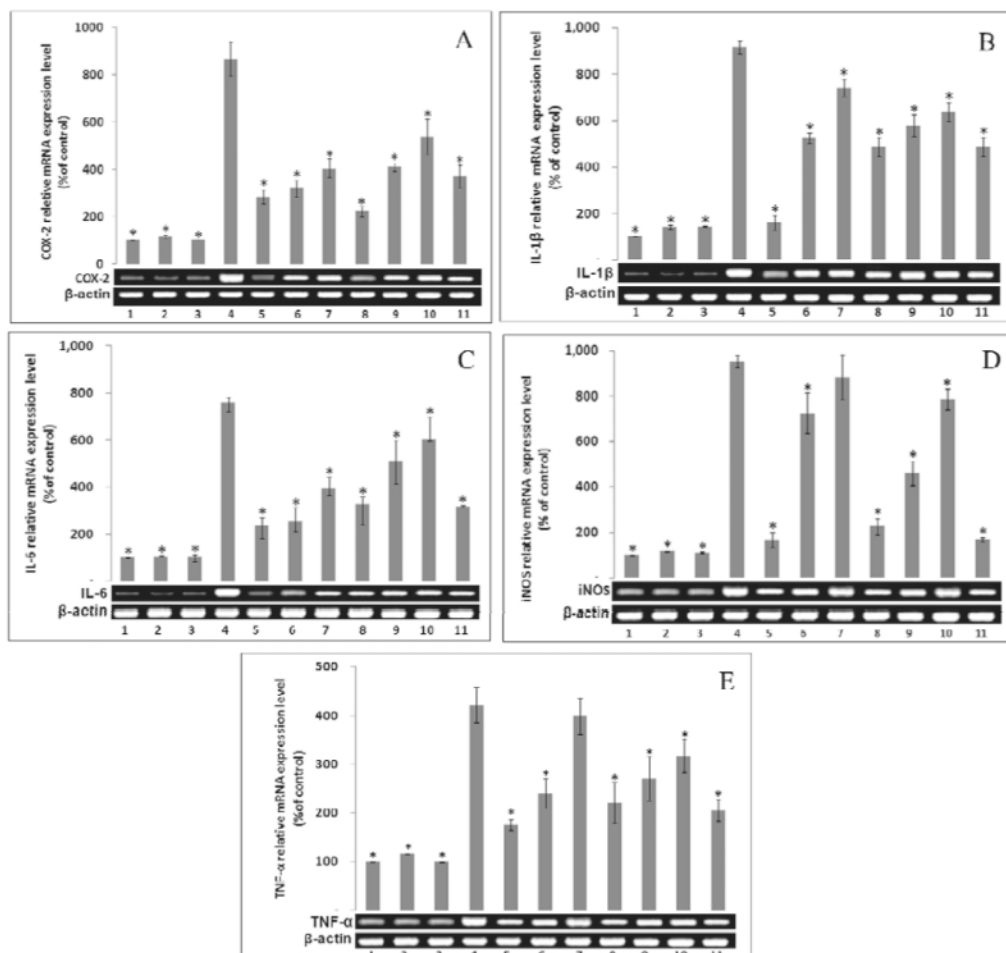 A
COX-2 reletive mRNA expression level
(%of control)
1000
800
600
400
200
0
* * * * * * * * * *
COX-2
β-actin
1 2 3 4 5 6 7 8 9 10 11
B
IL-1β relative mRNA expression level
(% of control)
1,000
800
600
400
200
-
* * * * * * * * * *
IL-1β
β-actin
1 2 3 4 5 6 7 8 9 10 11
C
IL-6 relative mRNA expression level
(%of control)
1,000
800
600
400
200
-
* * * * * * * * * *
IL-6
β-actin
1 2 3 4 5 6 7 8 9 10 11
D
iNOS relative mRNA expression level
(% of control)
1,000
800
600
400
200
-
* * * * * * * * *
iNOs
β-actin
1 2 3 4 5 6 7 8 9 10 11
E
TNF-α relative mRNA expression level
(%of control)
500
400
300
200
100
-
* * * * * * * * *
TNF-α
β-actin